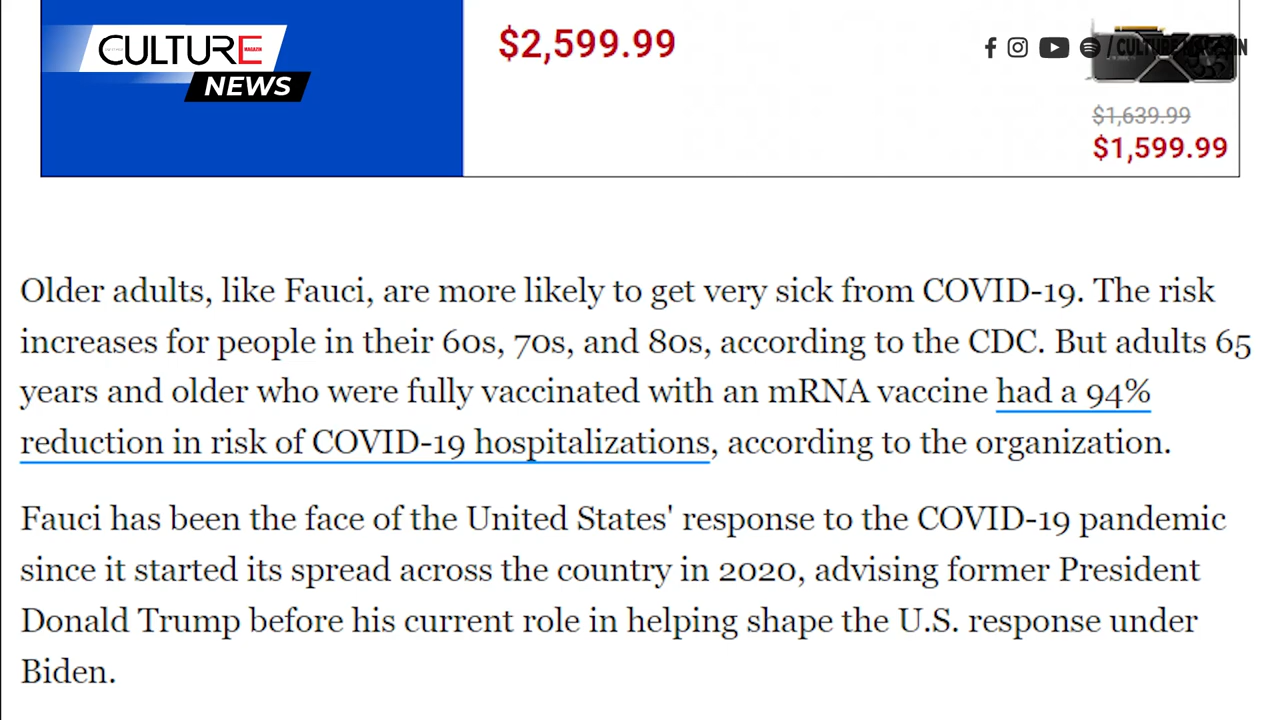 CULTURE
MAGAZIN
NEWS
$2,599.99
$1,639.99
$1,599.99
Older adults, like Fauci, are more likely to get very sick from COVID-19. The risk
increases for people in their 60s, 70s, and 80s, according to the CDC. But adults 65
years and older who were fully vaccinated with an mRNA vaccine had a 94%
reduction in risk of COVID-19 hospitalizations, according to the organization.
Fauci has been the face of the United States' response to the COVID-19 pandemic
since it started its spread across the country in 2020, advising former President
Donald Trump before his current role in helping shape the U.S. response under
Biden.